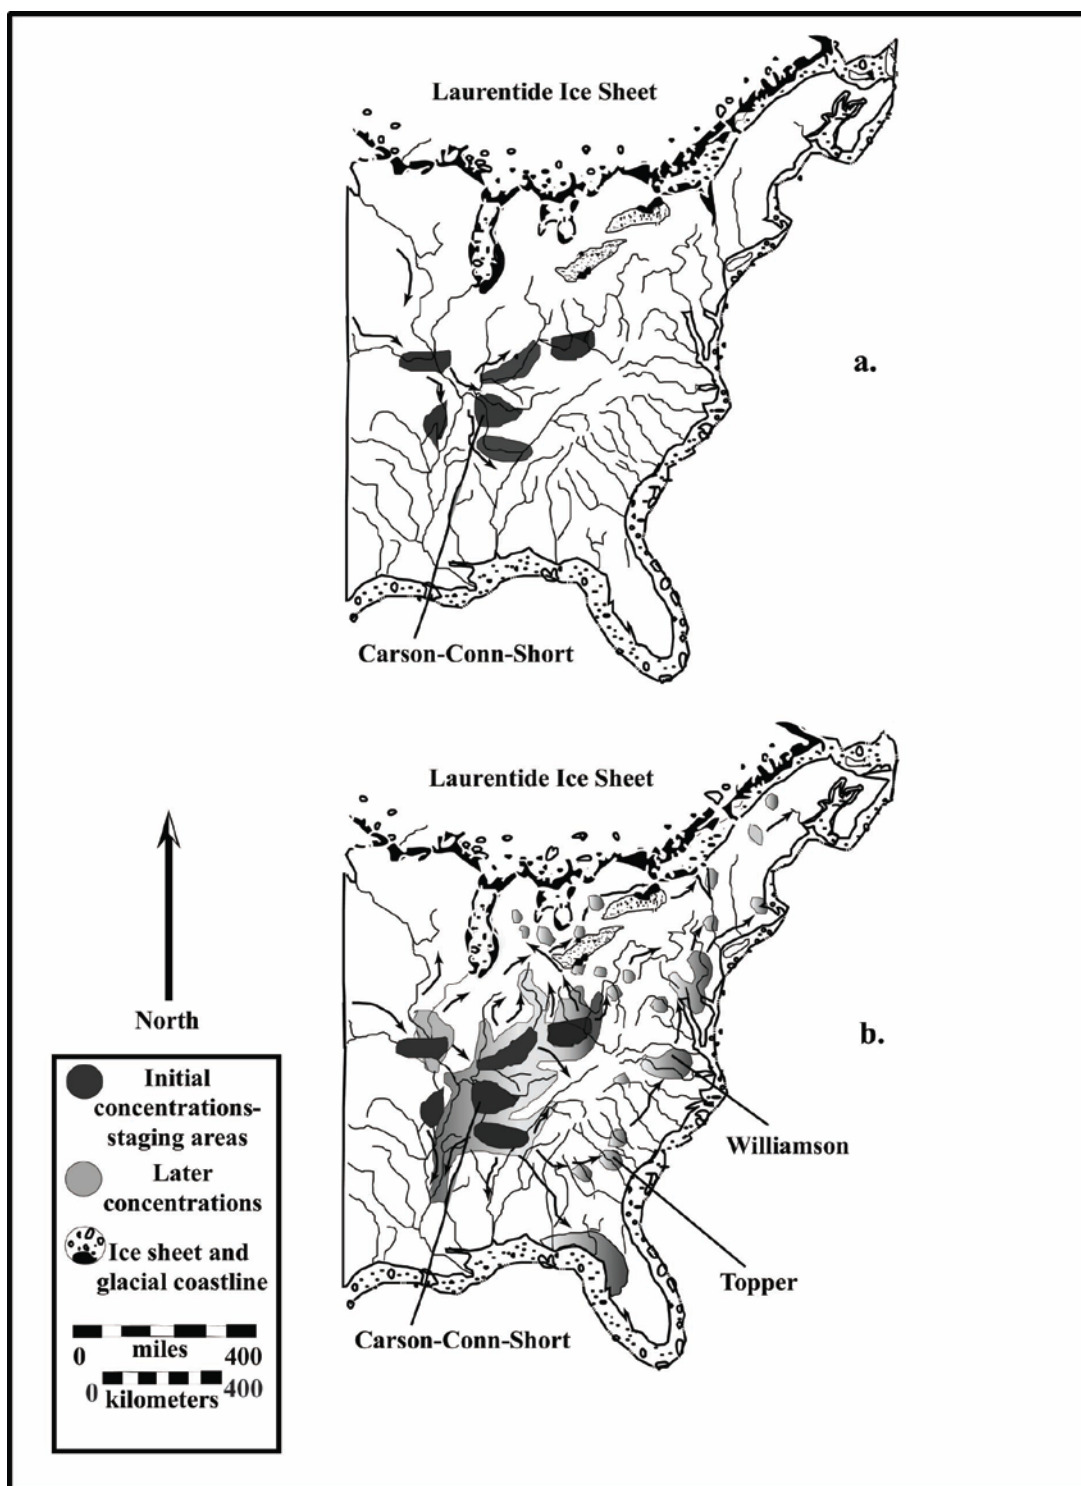 Laurentide Ice Sheet
a.
Carson-Conn-Short
Laurentide Ice Sheet
North
b.
Initial
concentrations-
staging areas
Later
concentrations
Ice sheet and
glacial coastline
miles
0 400
0 400
kilometers
Williamson
Topper
Carson-Conn-Short